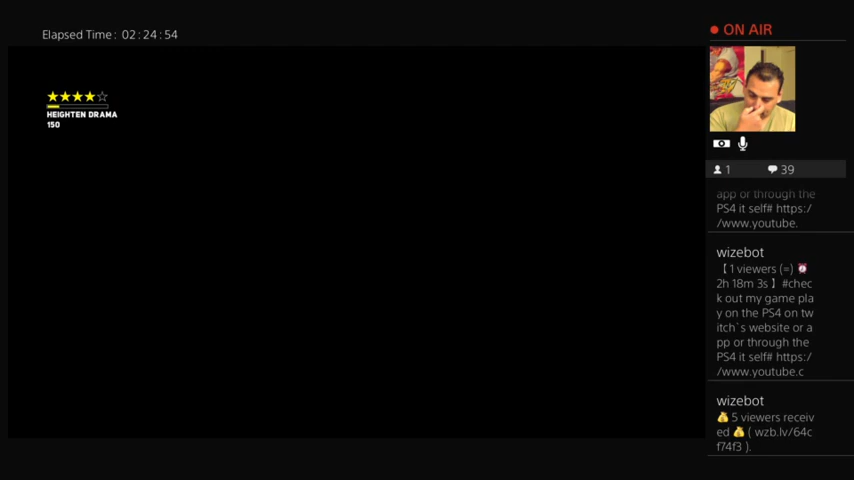 Elapsed Time: 02:24:54
ON AIR
HEIGHTEN DRAMA
150
1
39
app or through the
PS4 it self# https:/
/www.youtube.
wizebot
【1 viewers (=) ⏰
2h 18m 3s 】#chec
k out my game pla
y on the PS4 on tw
itch`s website or a
pp or through the
PS4 it self# https:/
/www.youtube.c
wizebot
💰 5 viewers receiv
ed 💰 ( wzb.lv/64c
f74f3 ).